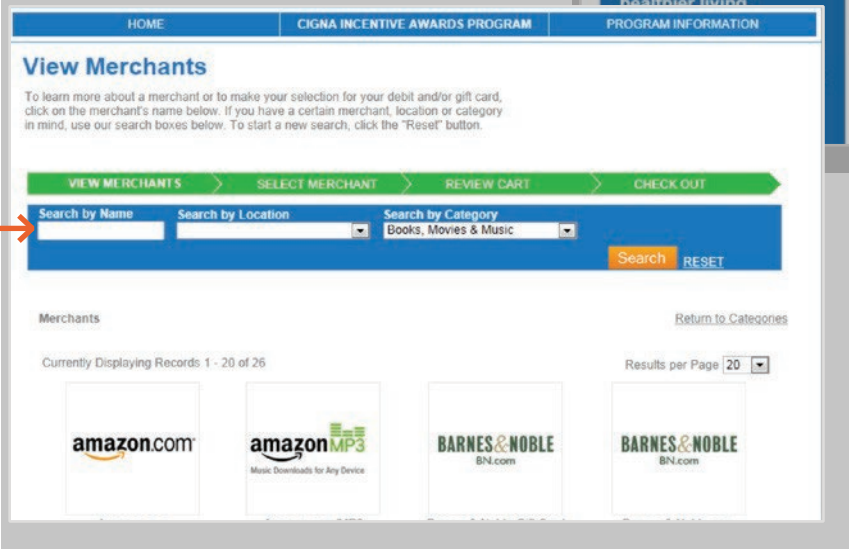 healthier living
HOME CIGNA INCENTIVE AWARDS PROGRAM PROGRAM INFORMATION
View Merchants
To learn more about a merchant or to make your selection for your debit and/or gift card,
click on the merchant's name below. If you have a certain merchant, location or category
in mind, use our search boxes below. To start a new search, click the "Reset" button.
VIEW MERCHANTS SELECT MERCHANT REVIEW CART CHECK OUT
Search by Name Search by Location Search by Category
Books, Movies & Music
Search RESET
Merchants Return to Categories
Currently Displaying Records 1 - 20 of 26 Results per Page 20
amazon.com amazonMP3 BARNES&NOBLE BARNES&NOBLE
Music Downloads for Any Device BN.com BN.com